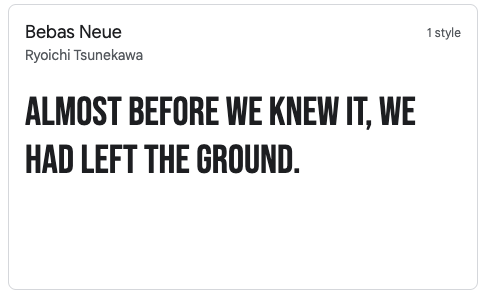 Bebas Neue
1 style
Ryoichi Tsunekawa
ALMOST BEFORE WE KNEW IT, WE
HAD LEFT THE GROUND.